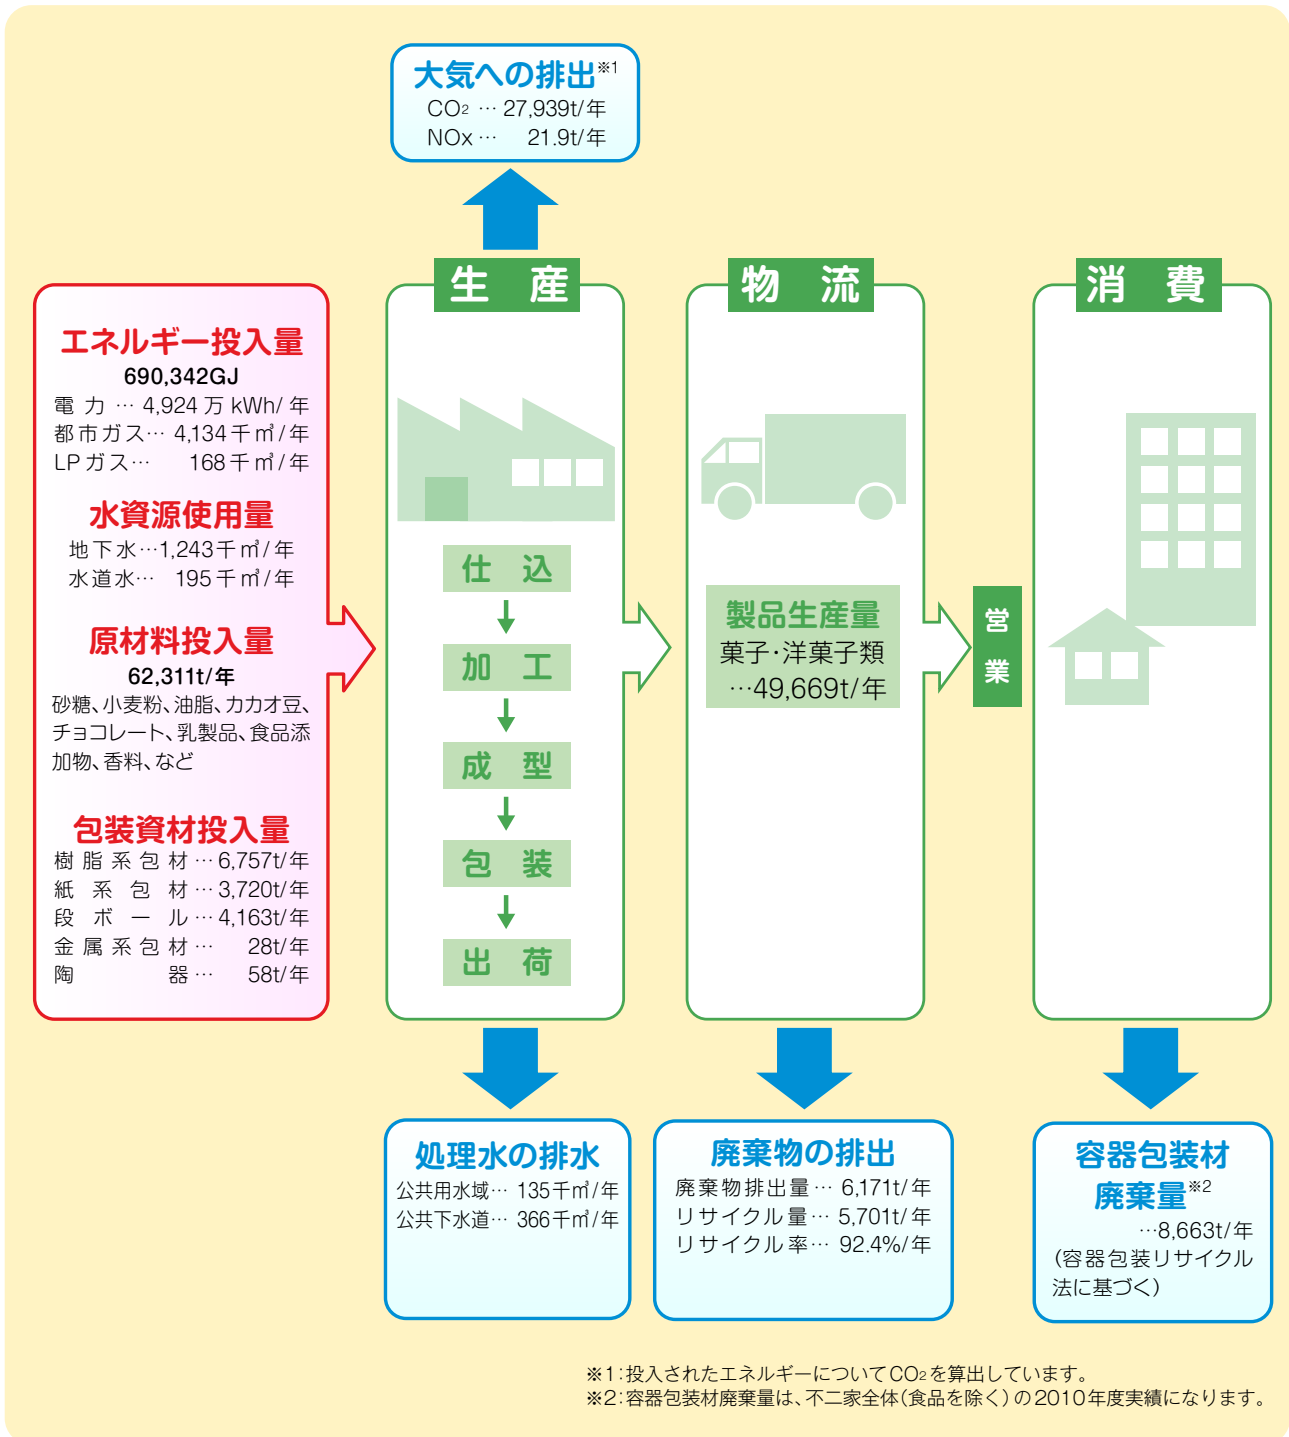 大気への排出※1
CO2 … 27,939t/年
NOx … 21.9t/年
生 産
物 流
消 費
エネルギー投入量
690,342GJ
電力 … 4,924万kWh/年
都市ガス… 4,134千㎥/年
LPガス… 168千㎥/年
水資源使用量
地下水…1,243千㎥/年
水道水… 195千㎥/年
原材料投入量
62,311t/年
砂糖、小麦粉、油脂、カカオ豆、
チョコレート、乳製品、食品添
加物、香料、など
包装資材投入量
樹脂系包材…6,757t/年
紙系包材…3,720t/年
段ボール…4,163t/年
金属系包材… 28t/年
陶器… 58t/年
仕 込
加 工
成 型
包 装
出 荷
製品生産量
菓子・洋菓子類
…49,669t/年
営
業
処理水の排水
公共用水域… 135千㎥/年
公共下水道… 366千㎥/年
廃棄物の排出
廃棄物排出量… 6,171t/年
リサイクル量… 5,701t/年
リサイクル率… 92.4%/年
容器包装材
廃棄量※2
…8,663t/年
(容器包装リサイクル
法に基づく)
※1:投入されたエネルギーについてCO2を算出しています。
※2:容器包装材廃棄量は、不二家全体(食品を除く)の2010年度実績になります。